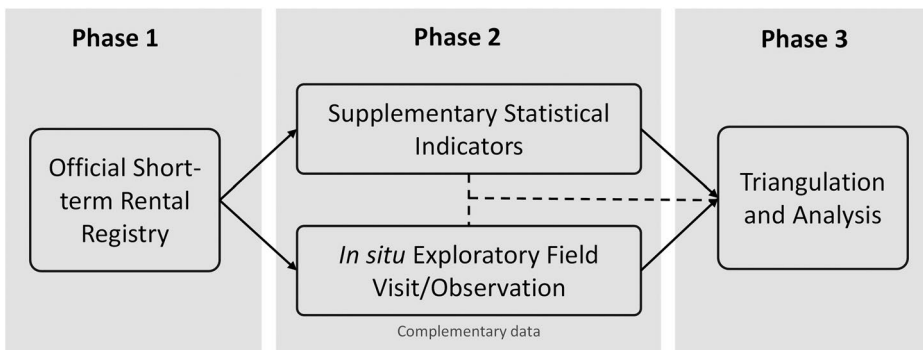 Phase 1
Phase 2
Phase 3
Official Short-
term Rental
Registry
Supplementary Statistical
Indicators
In situ Exploratory Field
Visit/Observation
Complementary data
Triangulation
and Analysis